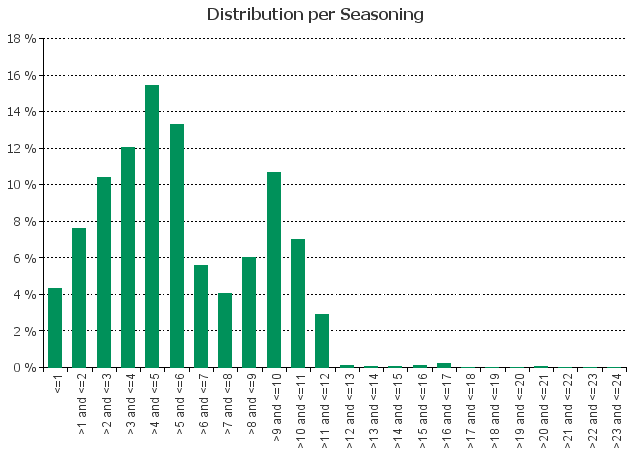 Distribution per Seasoning
18 %
16 %
14 %
12 %
10 %
8 %
6 %
4 %
2 %
0 %
<=1
>1 and <=2
>2 and <=3
>3 and <=4
>4 and <=5
>5 and <=6
>6 and <=7
>7 and <=8
>8 and <=9
>9 and <=10
>10 and <=11
>11 and <=12
>12 and <=13
>13 and <=14
>14 and <=15
>15 and <=16
>16 and <=17
>17 and <=18
>18 and <=19
>19 and <=20
>20 and <=21
>21 and <=22
>22 and <=23
>23 and <=24